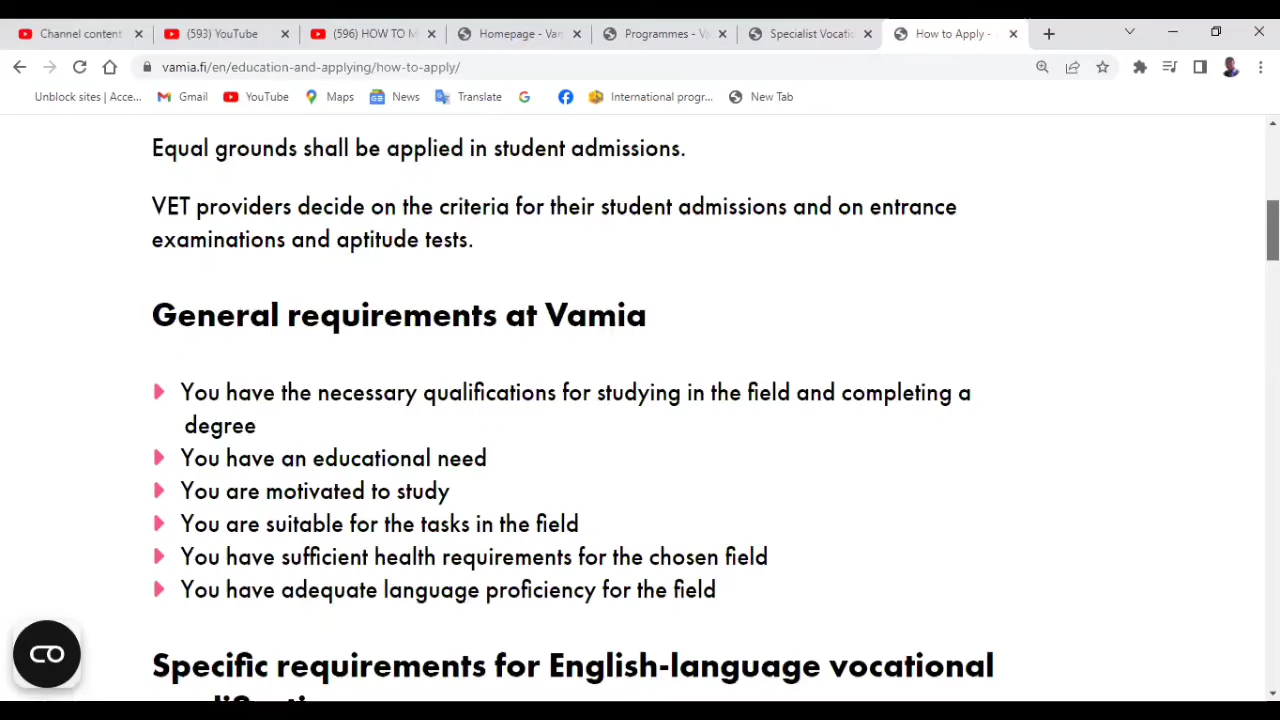 Channel content
(593) YouTube
(596) HOW TO M
Homepage - Van
Programmes - V
Specialist Vocatio
How to Apply -
vamia.fi/en/education-and-applying/how-to-apply/
Unblock sites | Acce...
Gmail
YouTube
Maps
News
Translate
International progr...
New Tab
Equal grounds shall be applied in student admissions.
VET providers decide on the criteria for their student admissions and on entrance
examinations and aptitude tests.
General requirements at Vamia
You have the necessary qualifications for studying in the field and completing a
degree
You have an educational need
You are motivated to study
You are suitable for the tasks in the field
You have sufficient health requirements for the chosen field
You have adequate language proficiency for the field
Specific requirements for English-language vocational